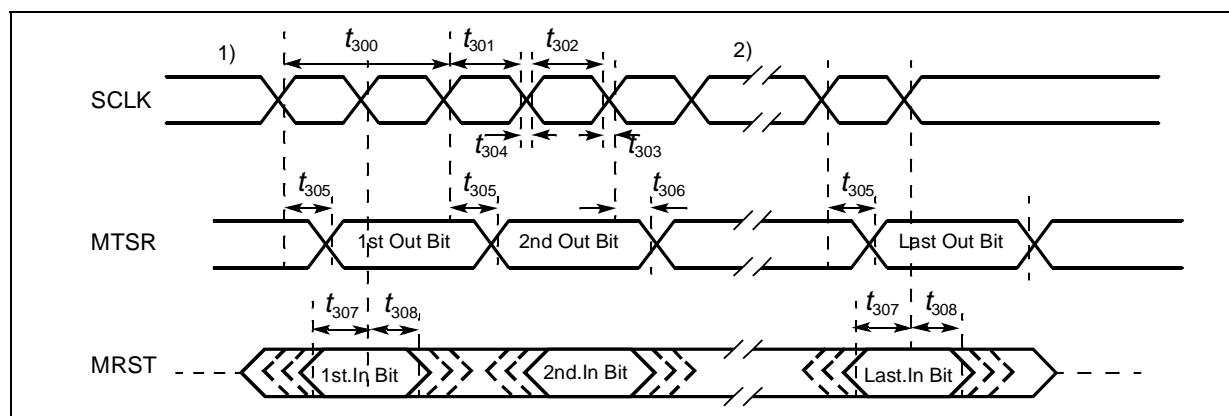 1) t300 t301 t302 2)
SCLK
t304 t303
t305 t305 t306 t305
MTSR 1st Out Bit 2nd Out Bit Last Out Bit
t307 t308 t307 t308
MRST 1st.In Bit 2nd.In Bit Last.In Bit